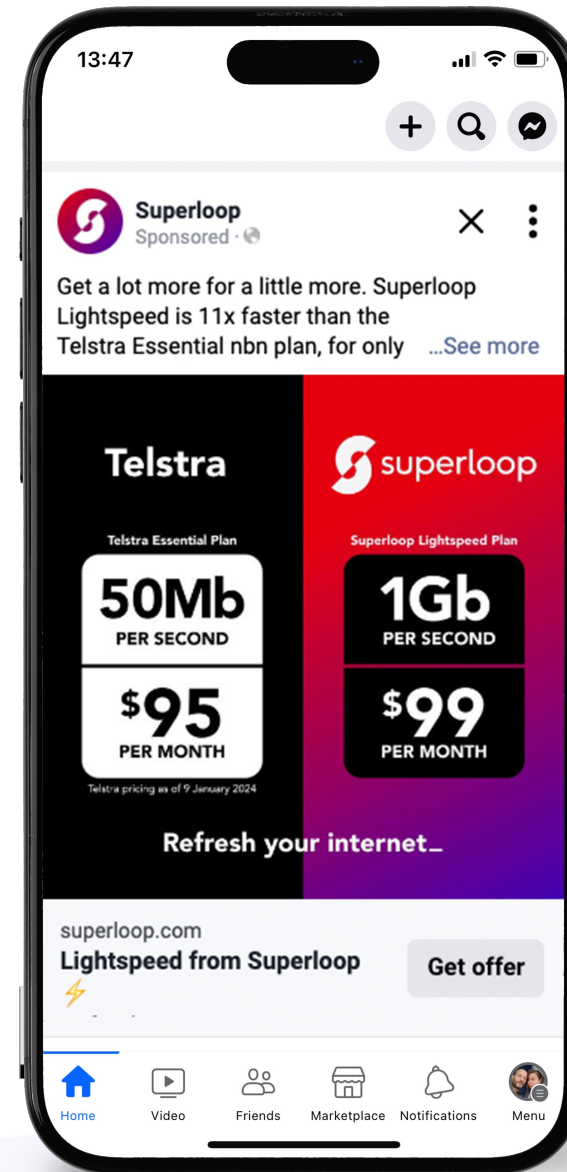 13:47
Superloop
Sponsored ·
Get a lot more for a little more. Superloop
Lightspeed is 11x faster than the
Telstra Essential nbn plan, for only ...See more
Telstra
superloop
Telstra Essential Plan
50Mb
PER SECOND
$95
PER MONTH
Telstra pricing as of 9 January 2024
Superloop Lightspeed Plan
1Gb
PER SECOND
$99
PER MONTH
Refresh your internet_
superloop.com
Lightspeed from Superloop
⚡
Get offer
Home
Video
Friends
Marketplace
Notifications
Menu